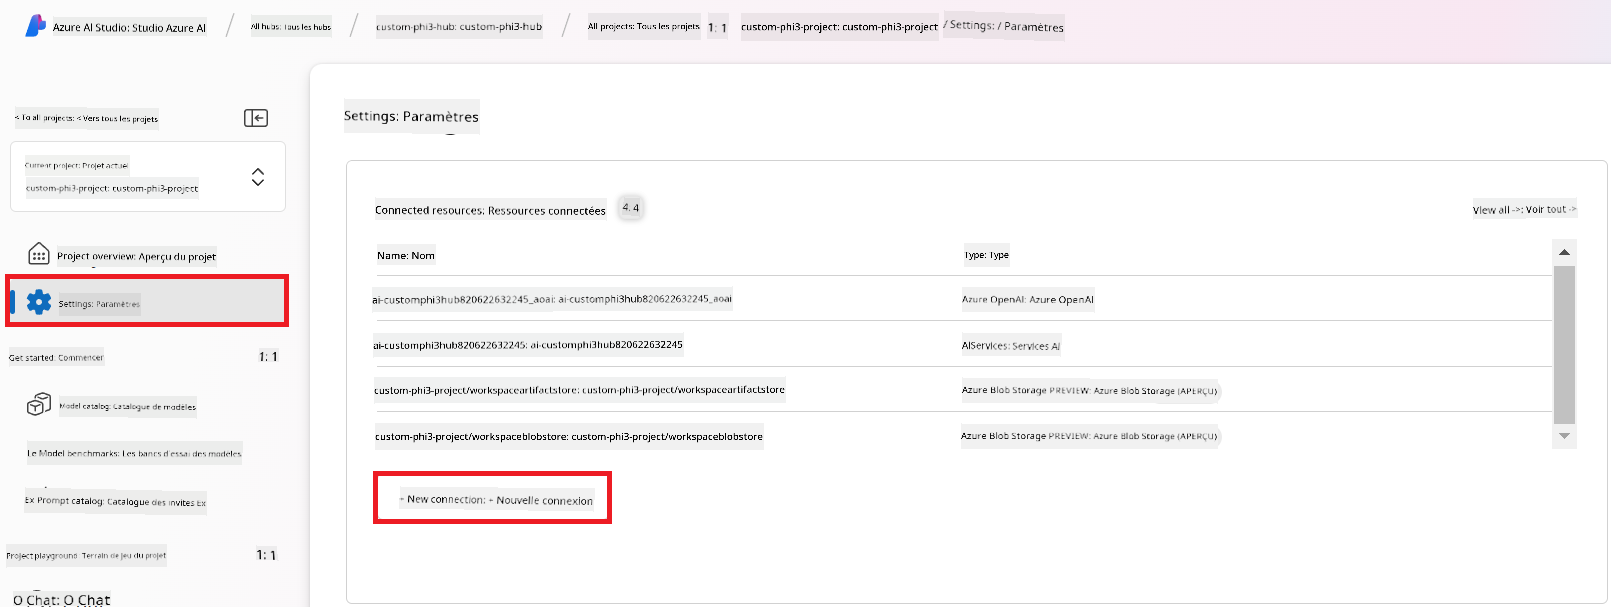 Azure AI Studio: Studio Azure AI / All hubs: Tous les hubs / custom-phi3-hub: custom-phi3-hub / All projects: Tous les projets 1: 1 custom-phi3-project: custom-phi3-project / Settings: / Paramètres
< To all projects: < Vers tous les projets
Current project: Projet actuel
custom-phi3-project: custom-phi3-project
Project overview: Aperçu du projet
Settings: Paramètres
Get started: Commencer 1: 1
Model catalog: Catalogue de modèles
Le Model benchmarks: Les bancs d'essai des modèles
Ex Prompt catalog: Catalogue des invites Ex
Project playground: Terrain de jeu du projet 1: 1
O Chat: O Chat
Settings: Paramètres
Connected resources: Ressources connectées 4. 4
View all ->: Voir tout ->
Name: Nom Type: Type
ai-customphi3hub820622632245_aoai: ai-customphi3hub820622632245_aoai Azure OpenAI: Azure OpenAI
ai-customphi3hub820622632245: ai-customphi3hub820622632245 AIServices: Services AI
custom-phi3-project/workspaceartifactstore: custom-phi3-project/workspaceartifactstore Azure Blob Storage PREVIEW: Azure Blob Storage (APERÇU)
custom-phi3-project/workspaceblobstore: custom-phi3-project/workspaceblobstore Azure Blob Storage PREVIEW: Azure Blob Storage (APERÇU)
+ New connection: + Nouvelle connexion